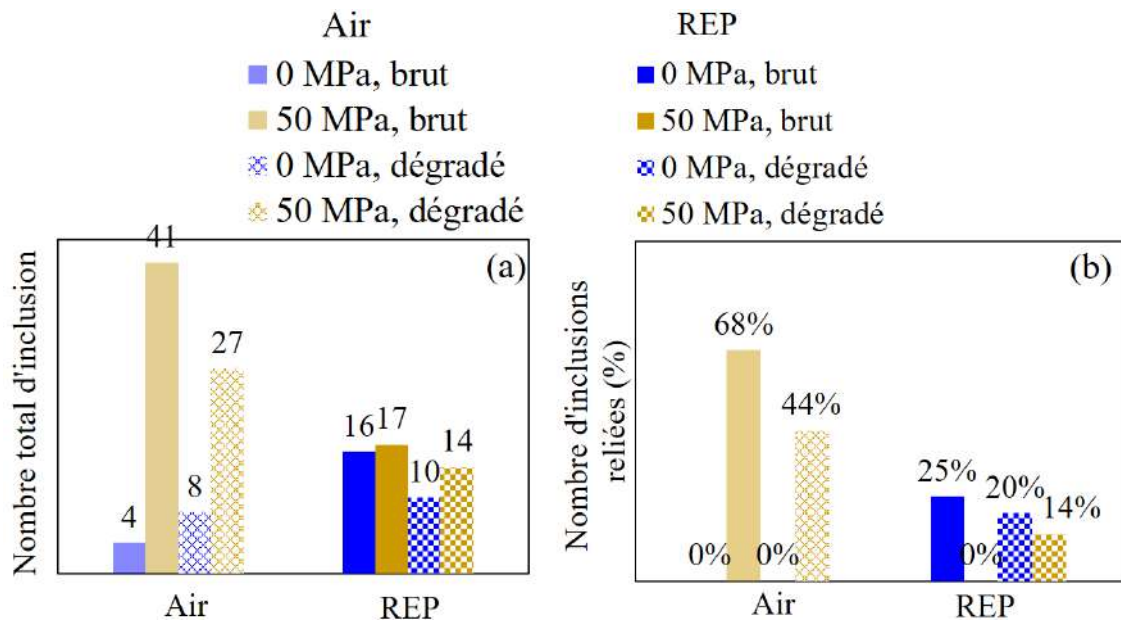 Air
0 MPa, brut
50 MPa, brut
0 MPa, dégradé
50 MPa, dégradé
REP
0 MPa, brut
50 MPa, brut
0 MPa, dégradé
50 MPa, dégradé
Nombre total d'inclusion
(a)
4
41
8
27
16
17
10
14
Air
REP
Nombre d'inclusions
reliées (%)
(b)
0%
68%
0%
44%
25%
0%
20%
14%
Air
REP